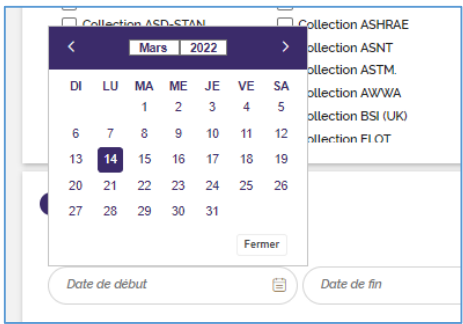 Collection ASD-STAN
Collection ASHRAE
Mars 2022
ollection ASNT
ollection ASTM.
ollection AWWA
ollection BSI (UK)
ollection ELOT
DI LU MA ME JE VE SA
1 2 3 4 5
6 7 8 9 10 11 12
13 14 15 16 17 18 19
20 21 22 23 24 25 26
27 28 29 30 31
Fermer
Date de début
Date de fin